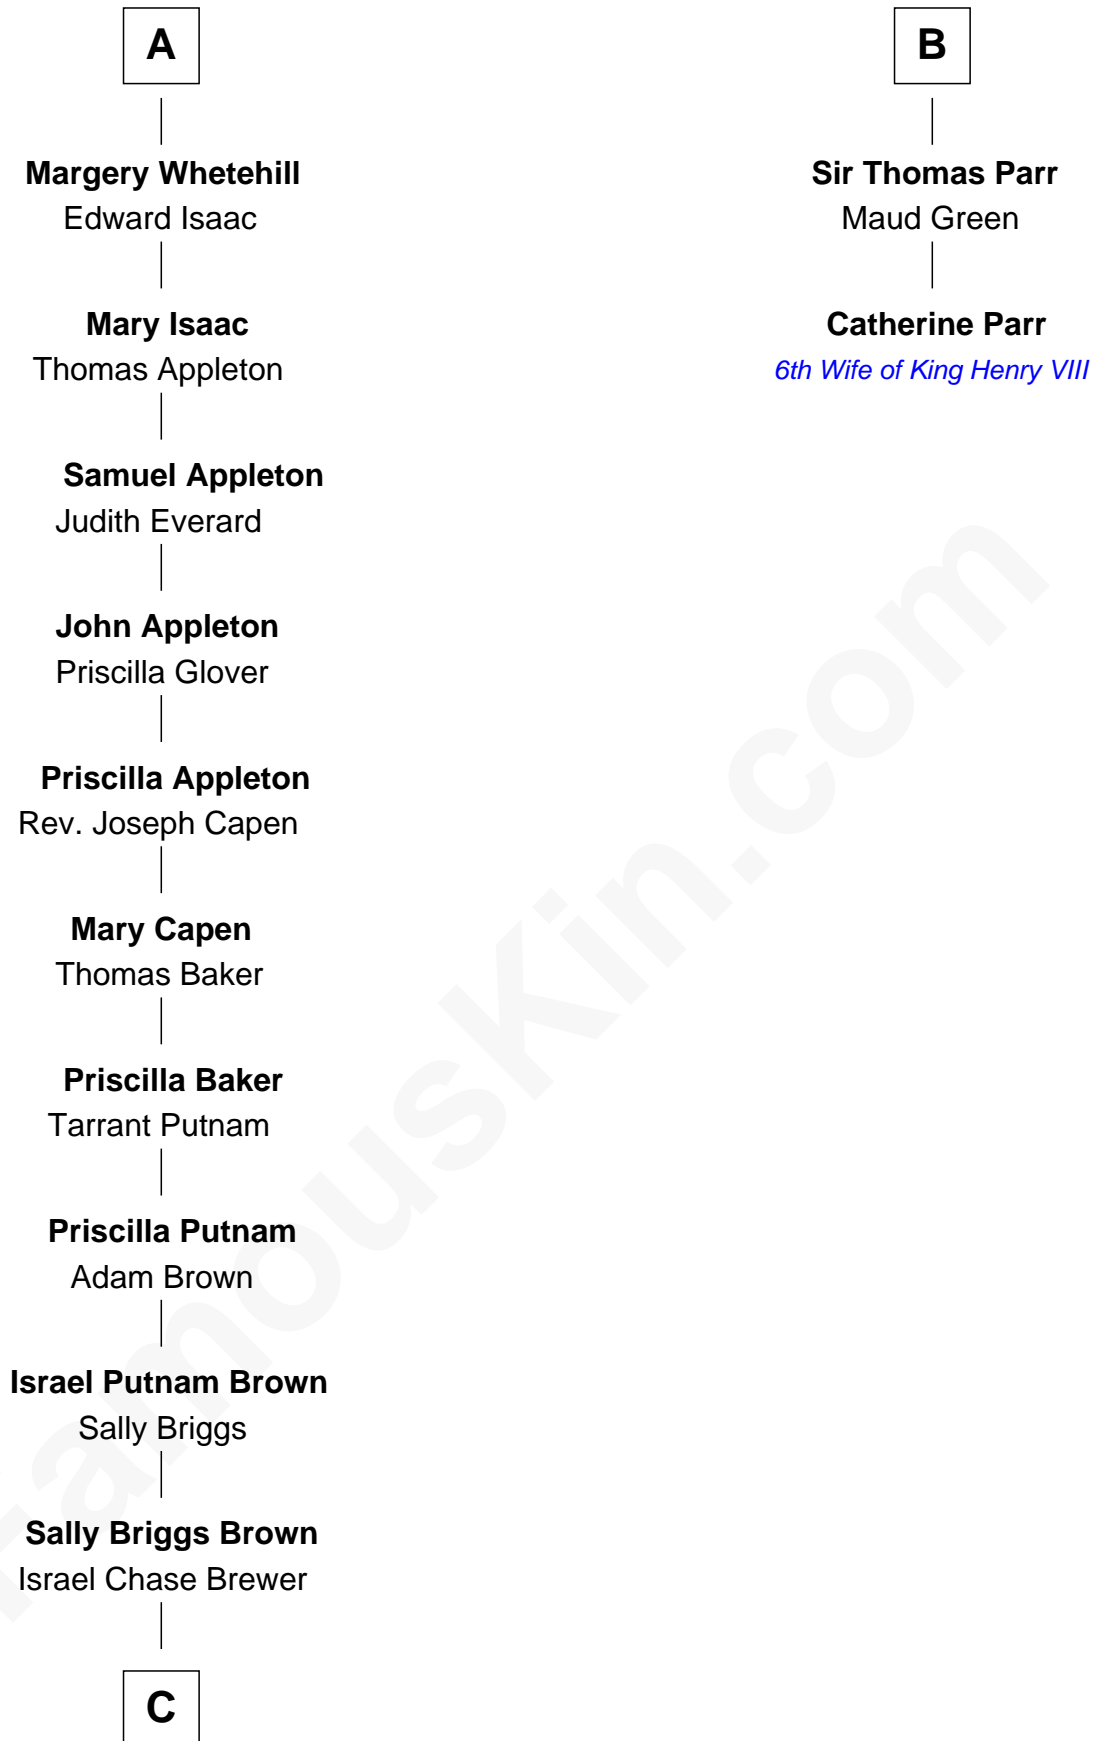 A
Margery Whetehill
Edward Isaac
Mary Isaac
Thomas Appleton
Samuel Appleton
Judith Everard
John Appleton
Priscilla Glover
Priscilla Appleton
Rev. Joseph Capen
Mary Capen
Thomas Baker
Priscilla Baker
Tarrant Putnam
Priscilla Putnam
Adam Brown
Israel Putnam Brown
Sally Briggs
Sally Briggs Brown
Israel Chase Brewer
C
B
Sir Thomas Parr
Maud Green
Catherine Parr
6th Wife of King Henry VIII
FamousKin.com